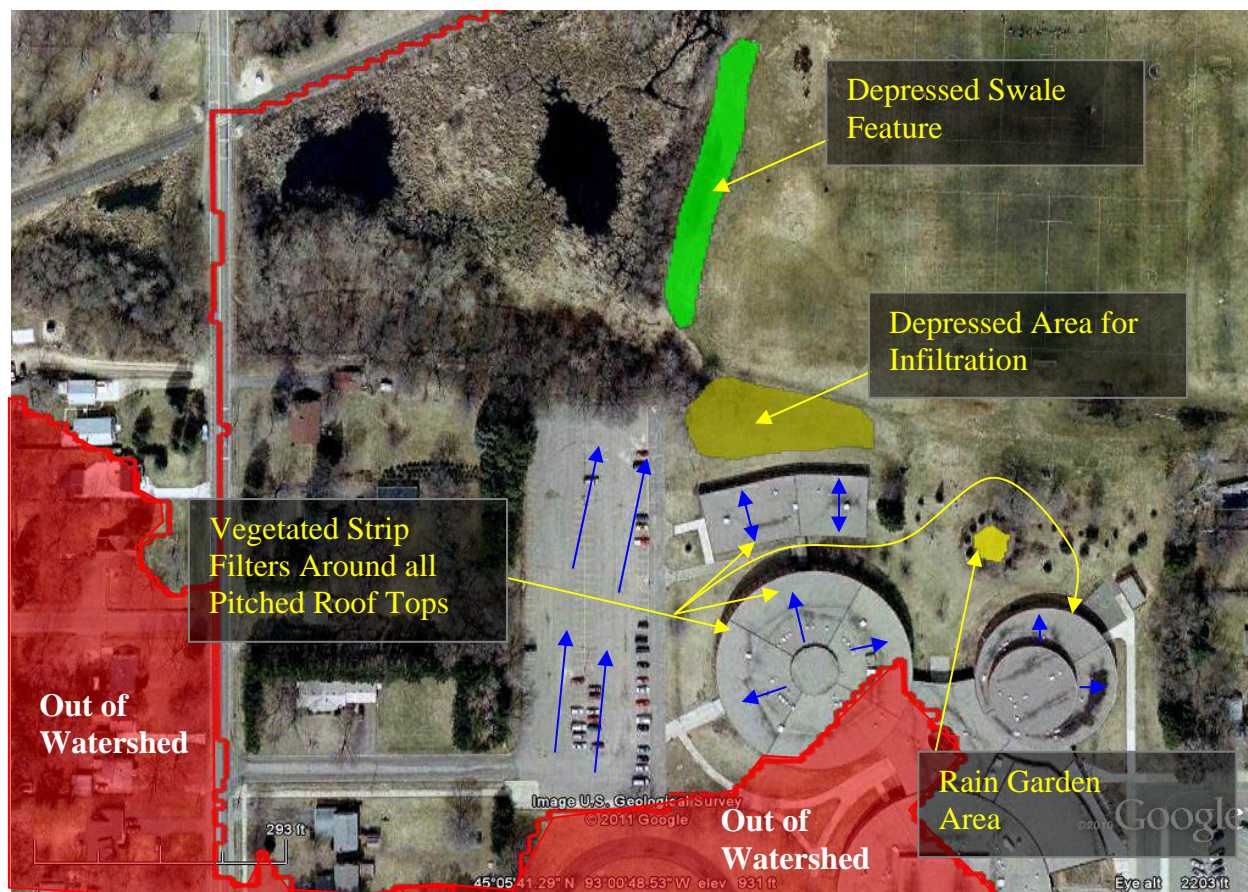 Depressed Swale
Feature
Depressed Area for
Infiltration
Vegetated Strip
Filters Around all
Pitched Roof Tops
Out of
Watershed
Rain Garden
Area
Image U.S. Geological Survey
© 2011 Google
Out of
Watershed
©2010 Google
293 ft
45°05'41.29" N 93°00'48.53" W elev 931 ft
Eye alt 2203 ft